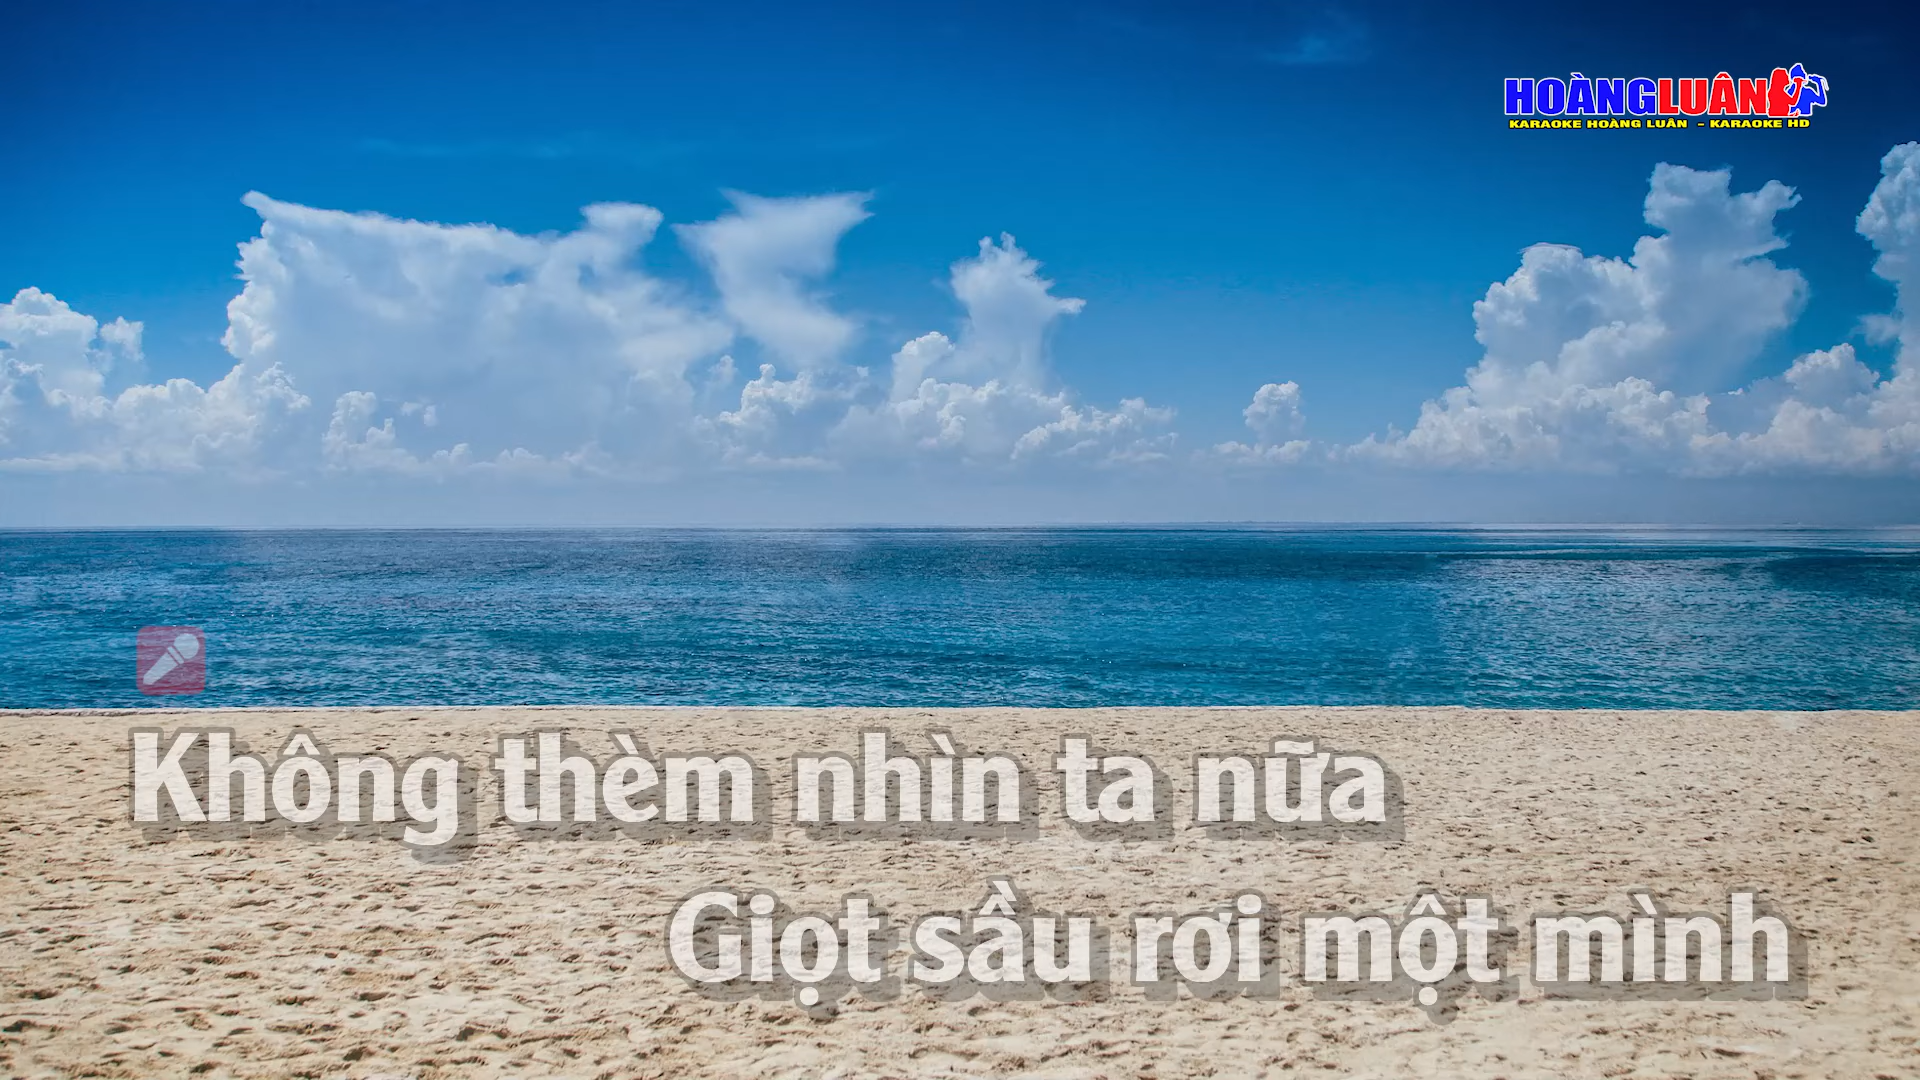 HOÀNGLUÂN
KARAOKE HOÀNG LUÂN - KARAOKE HD
Không thèm nhìn ta nữa
Giọt sầu rơi một mình